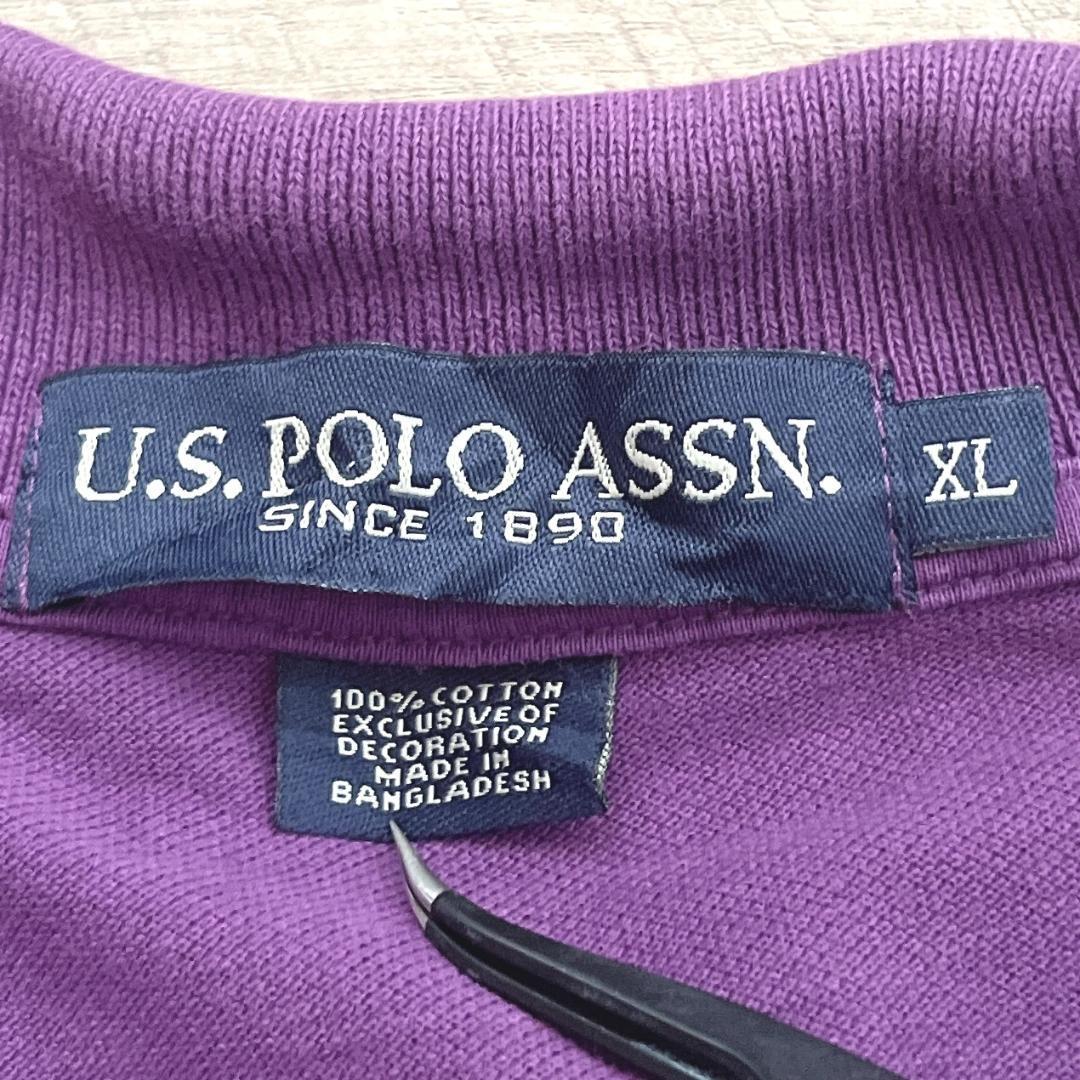 U.S. POLO ASSN.
SINCE 1890
XL
100% COTTON
EXCLUSIVE OF
DECORATION
MADE IN
BANGLADESH